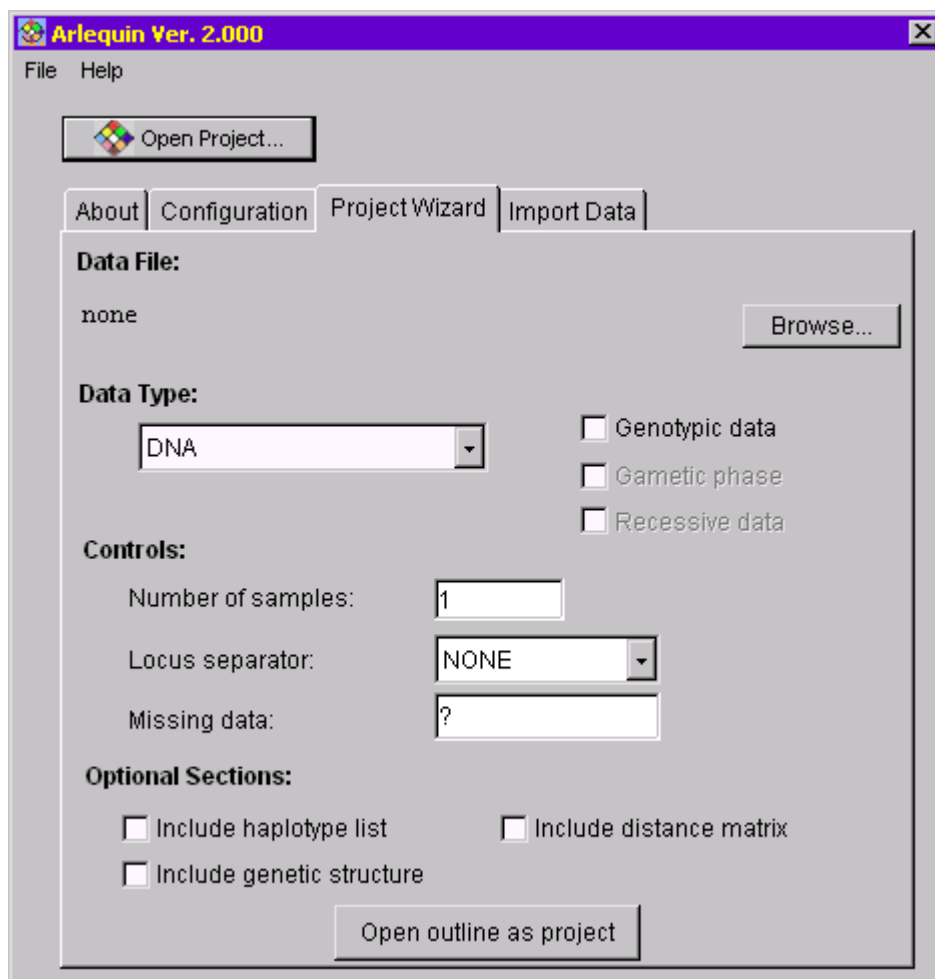 Arlequin Ver. 2.000
File Help
Open Project...
About Configuration Project Wizard Import Data
Data File:
none
Browse...
Data Type:
DNA
Genotypic data
Gametic phase
Recessive data
Controls:
Number of samples: 1
Locus separator: NONE
Missing data: ?
Optional Sections:
Include haplotype list Include distance matrix
Include genetic structure
Open outline as project